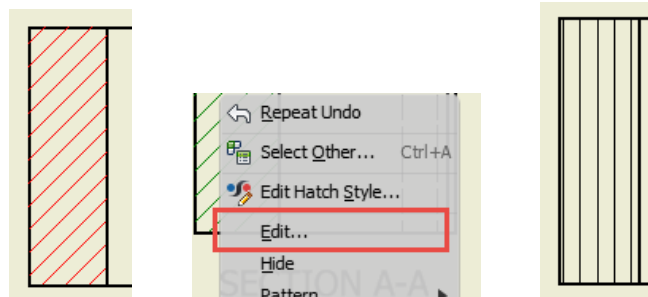 Repeat Undo
Select Other... Ctrl+A
Edit Hatch Style...
Edit...
Hide
SECTION A-A
Pattern